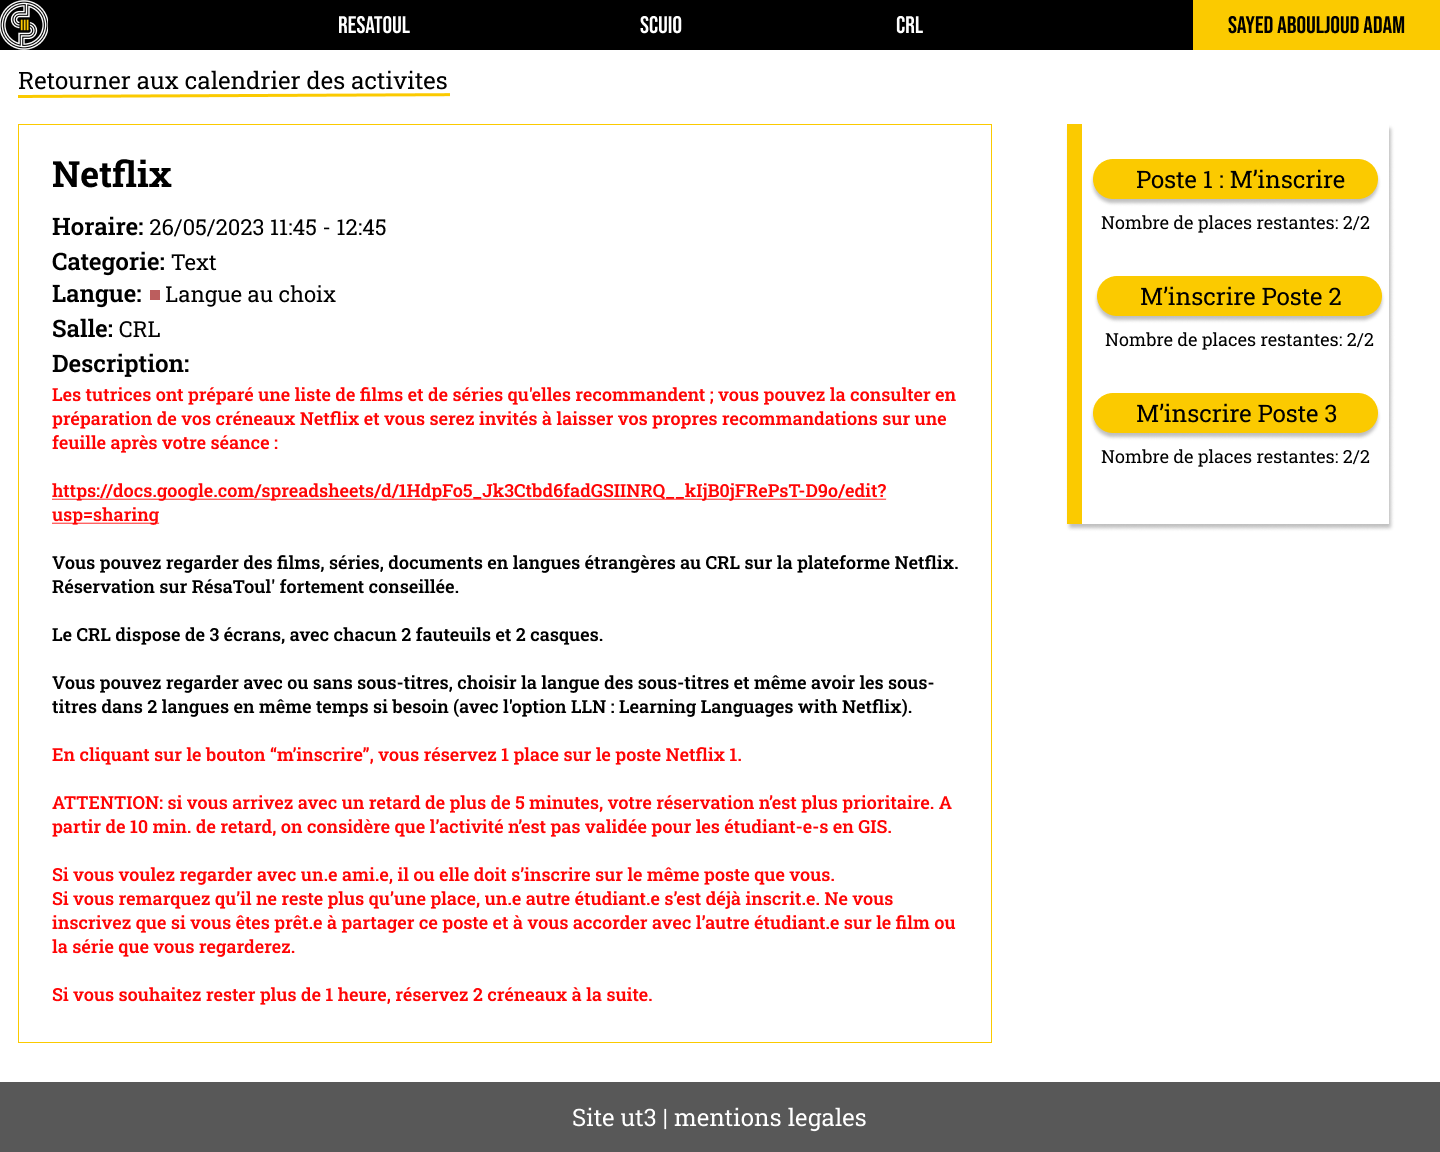 RESATOUL SCUIO CRL SAYED ABOULJOUD ADAM
Retourner aux calendrier des activites
Netflix
Horaire: 26/05/2023 11:45 - 12:45
Categorie: Text
Langue: Langue au choix
Salle: CRL
Description:
Les tutrices ont préparé une liste de films et de séries qu'elles recommandent ; vous pouvez la consulter en
préparation de vos créneaux Netflix et vous serez invités à laisser vos propres recommandations sur une
feuille après votre séance :
https://docs.google.com/spreadsheets/d/1HdpFo5_Jk3Ctbd6fadGSIINRQ__kIjB0jFRePsT-D9o/edit?
usp=sharing
Vous pouvez regarder des films, séries, documents en langues étrangères au CRL sur la plateforme Netflix.
Réservation sur RésaToul' fortement conseillée.
Le CRL dispose de 3 écrans, avec chacun 2 fauteuils et 2 casques.
Vous pouvez regarder avec ou sans sous-titres, choisir la langue des sous-titres et même avoir les sous-
titres dans 2 langues en même temps si besoin (avec l'option LLN : Learning Languages with Netflix).
En cliquant sur le bouton “m’inscrire”, vous réservez 1 place sur le poste Netflix 1.
ATTENTION: si vous arrivez avec un retard de plus de 5 minutes, votre réservation n’est plus prioritaire. A
partir de 10 min. de retard, on considère que l’activité n’est pas validée pour les étudiant-e-s en GIS.
Si vous voulez regarder avec un.e ami.e, il ou elle doit s’inscrire sur le même poste que vous.
Si vous remarquez qu’il ne reste plus qu’une place, un.e autre étudiant.e s’est déjà inscrit.e. Ne vous
inscrivez que si vous êtes prêt.e à partager ce poste et à vous accorder avec l’autre étudiant.e sur le film ou
la série que vous regarderez.
Si vous souhaitez rester plus de 1 heure, réservez 2 créneaux à la suite.
Poste 1 : M’inscrire
Nombre de places restantes: 2/2
M’inscrire Poste 2
Nombre de places restantes: 2/2
M’inscrire Poste 3
Nombre de places restantes: 2/2
Site ut3 | mentions legales